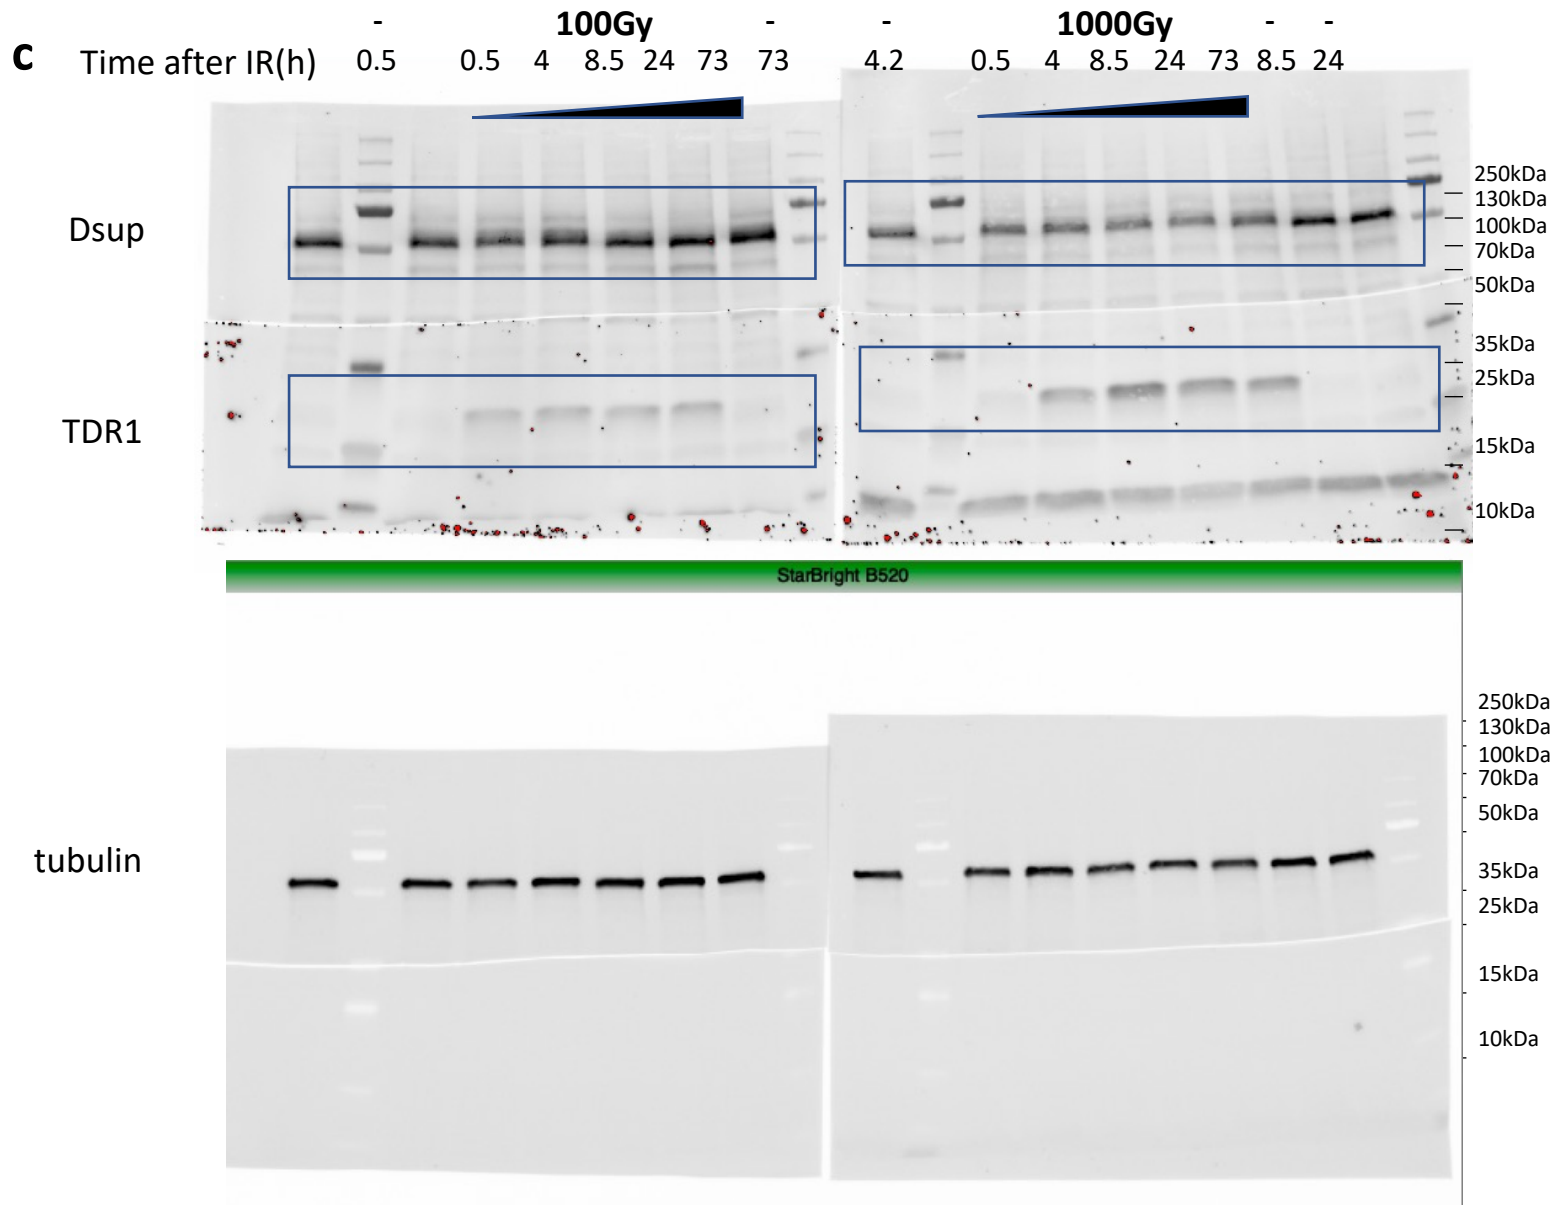 - 100Gy - - 1000Gy - -
c Time after IR(h) 0.5 0.5 4 8.5 24 73 73 4.2 0.5 4 8.5 24 73 8.5 24
250kDa
130kDa
Dsup
100kDa
70kDa
50kDa
35kDa
25kDa
TDR1
15kDa
10kDa
StarBright B520
250kDa
130kDa
100kDa
70kDa
50kDa
tubulin
35kDa
25kDa
15kDa
10kDa